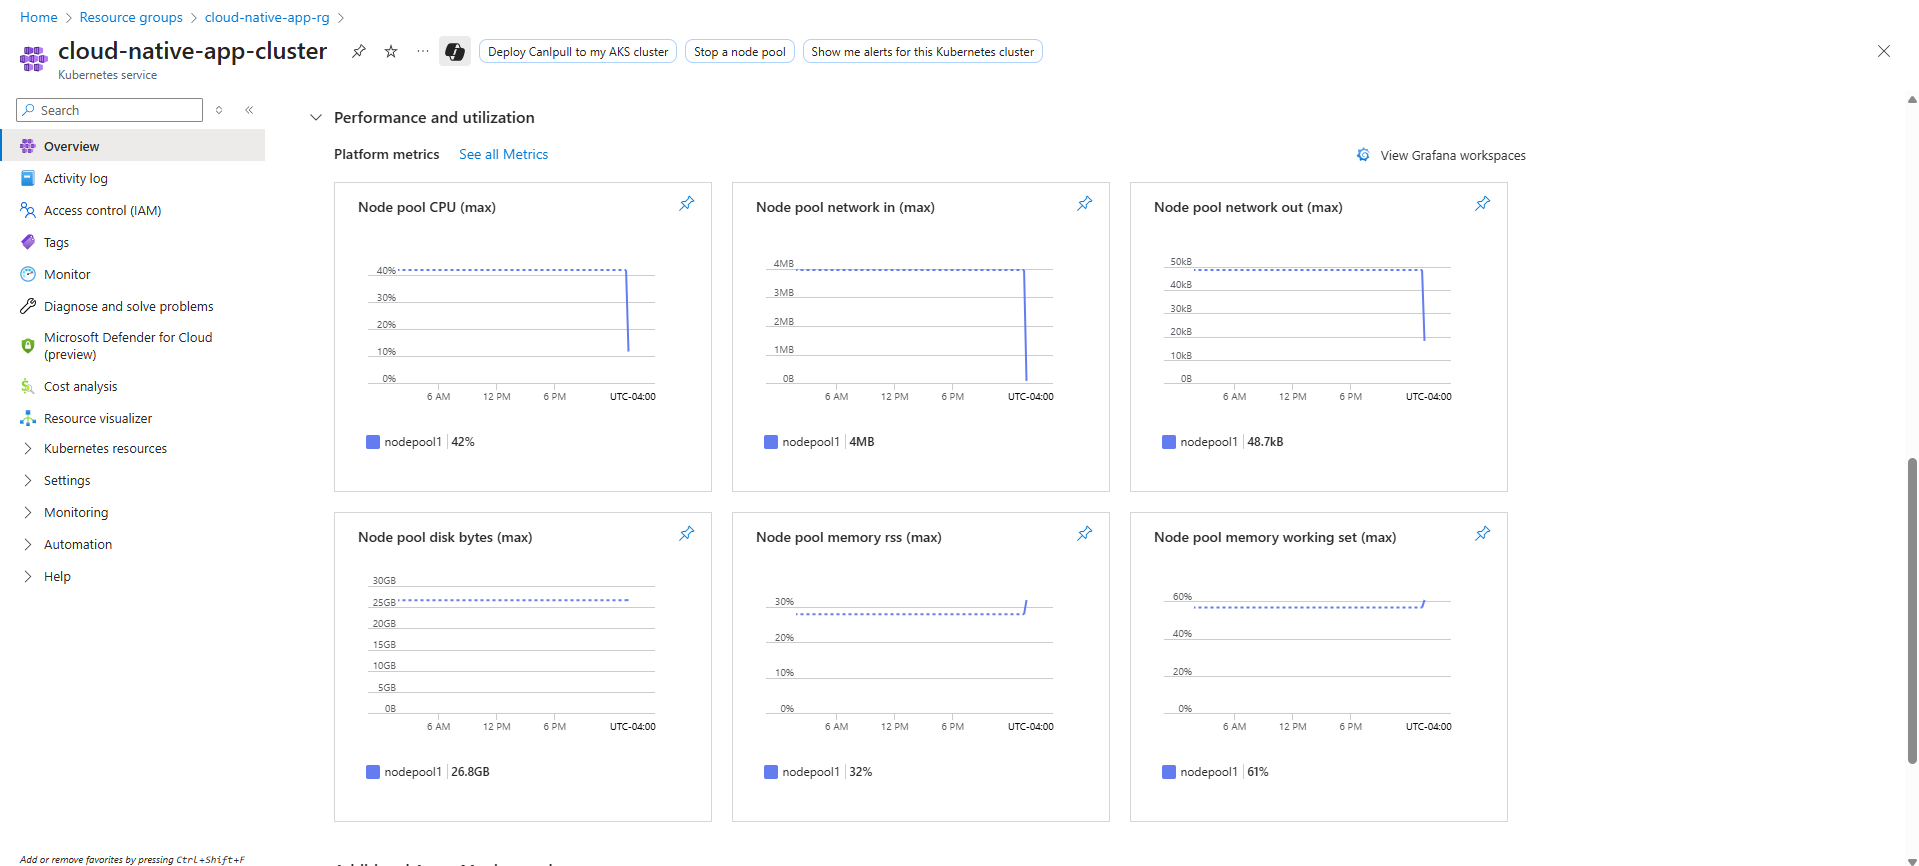 Home > Resource groups > cloud-native-app-rg >
cloud-native-app-cluster ... Deploy CanIpull to my AKS cluster Stop a node pool Show me alerts for this Kubernetes cluster
Kubernetes service
Search
Overview
Activity log
Access control (IAM)
Tags
Monitor
Diagnose and solve problems
Microsoft Defender for Cloud
(preview)
Cost analysis
Resource visualizer
Kubernetes resources
Settings
Monitoring
Automation
Help
Add or remove favorites by pressing Ctrl+Shift+F
Performance and utilization
Platform metrics See all Metrics View Grafana workspaces
Node pool CPU (max)
40%
30%
20%
10%
0%
6 AM 12 PM 6 PM UTC-04:00
nodepool1 42%
Node pool network in (max)
4MB
3MB
2MB
1MB
0B
6 AM 12 PM 6 PM UTC-04:00
nodepool1 4MB
Node pool network out (max)
50kB
40kB
30kB
20kB
10kB
0B
6 AM 12 PM 6 PM UTC-04:00
nodepool1 48.7kB
Node pool disk bytes (max)
30GB
25GB
20GB
15GB
10GB
5GB
0B
6 AM 12 PM 6 PM UTC-04:00
nodepool1 26.8GB
Node pool memory rss (max)
30%
20%
10%
0%
6 AM 12 PM 6 PM UTC-04:00
nodepool1 32%
Node pool memory working set (max)
60%
40%
20%
0%
6 AM 12 PM 6 PM UTC-04:00
nodepool1 61%